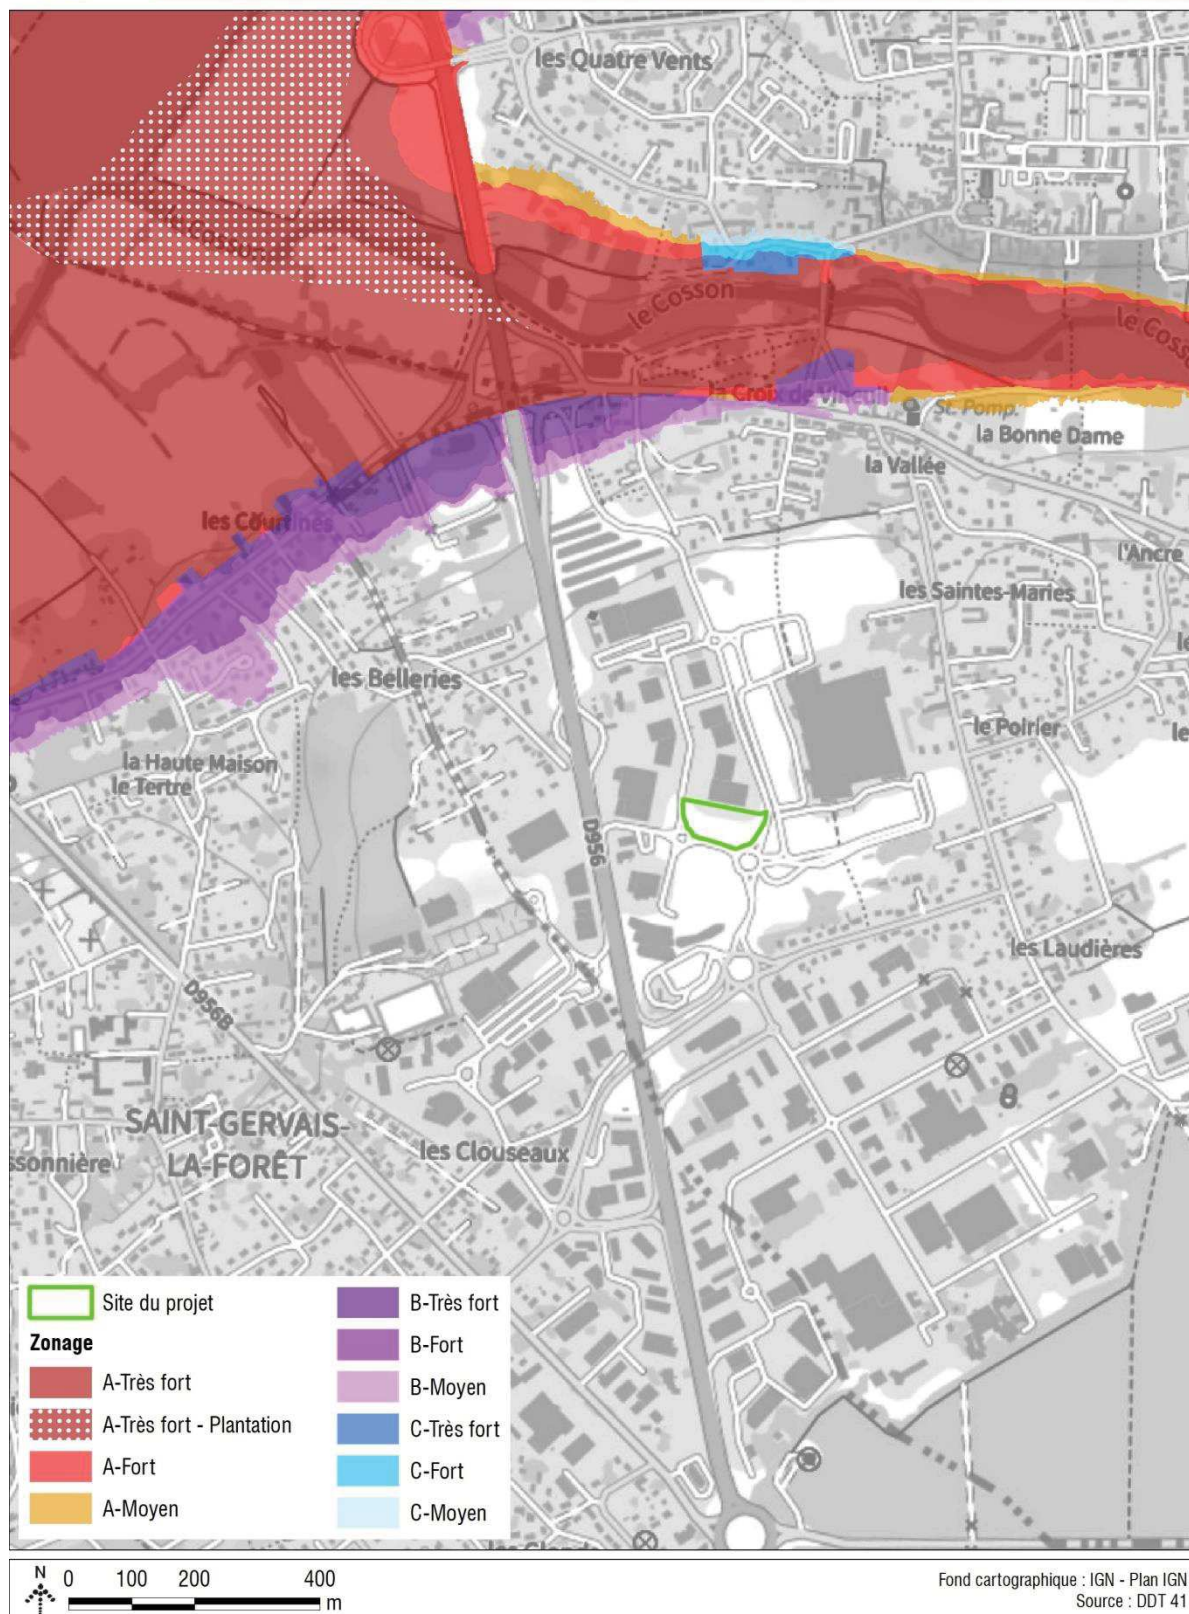 les Quatre Vents
le Cosson
le Cosson
la Croix de Vineuil
St. Pomp.
la Bonne Dame
la Vallée
les Courtines
l'Ancre
les Saintes-Maries
les Belleries
le Poirier
la Haute Maison
le Tertre
D956
les Laudières
D956B
SAINT-GERVAIS-
LA-FORÊT
les Clouseaux
Site du projet
Zonage
A-Très fort
A-Très fort - Plantation
A-Fort
A-Moyen
B-Très fort
B-Fort
B-Moyen
C-Très fort
C-Fort
C-Moyen
N
0 100 200 400
m
Fond cartographique : IGN - Plan IGN
Source : DDT 41